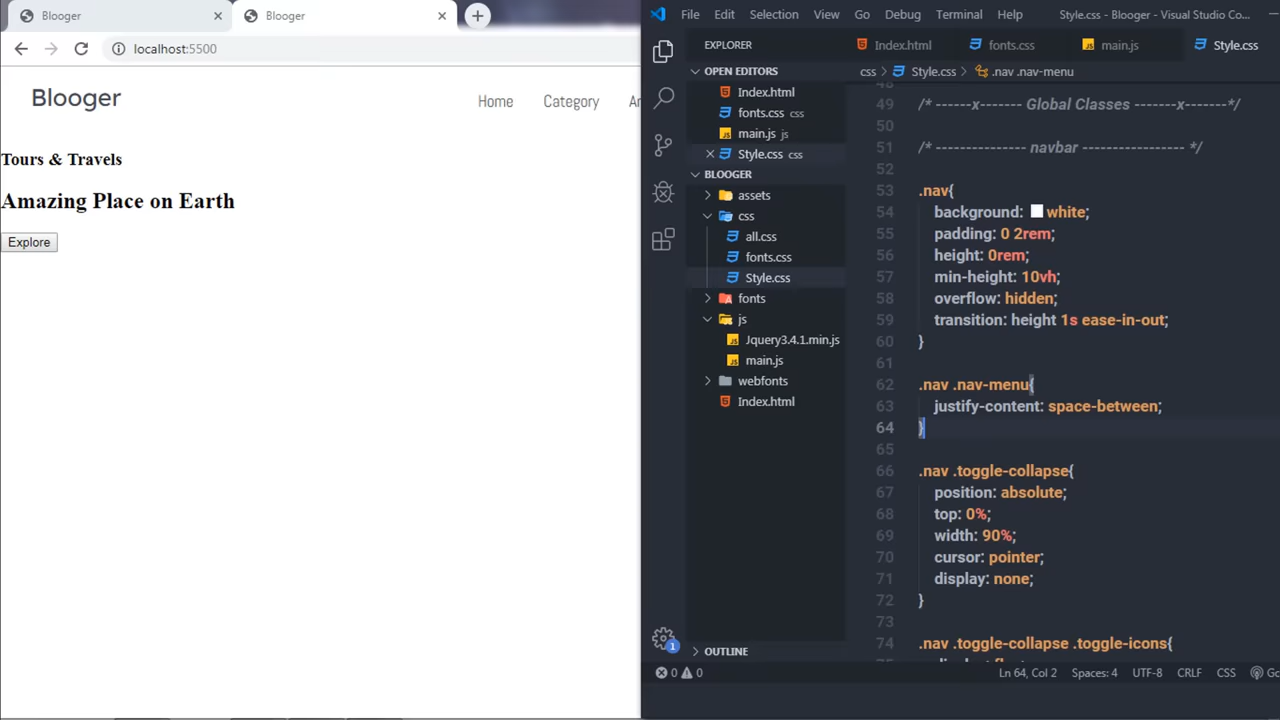 Blooger
Blooger
localhost:5500
Blooger
Home Category
Tours & Travels
Amazing Place on Earth
Explore
File Edit Selection View Go Debug Terminal Help Style.css - Blooger - Visual Studio Co...
EXPLORER
Index.html fonts.css main.js Style.css
OPEN EDITORS
Index.html
fonts.css css
main.js js
Style.css css
BLOOGER
assets
css
all.css
fonts.css
Style.css
fonts
js
Jquery3.4.1.min.js
main.js
webfonts
Index.html
OUTLINE
css Style.css .nav .nav-menu
49 /* ------x------- Global Classes -------x-------*/
50
51 /* --------------- navbar ----------------- */
52
53 .nav{
54 background: white;
55 padding: 0 2rem;
56 height: 0rem;
57 min-height: 10vh;
58 overflow: hidden;
59 transition: height 1s ease-in-out;
60 }
61
62 .nav .nav-menu{
63 justify-content: space-between;
64 }
65
66 .nav .toggle-collapse{
67 position: absolute;
68 top: 0%;
69 width: 90%;
70 cursor: pointer;
71 display: none;
72 }
73
74 .nav .toggle-collapse .toggle-icons{
1
0 0 Ln 64, Col 2 Spaces: 4 UTF-8 CRLF CSS